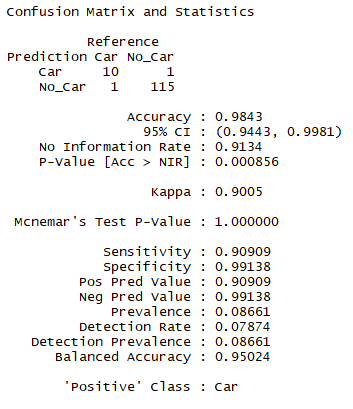 Confusion Matrix and Statistics
Reference
Prediction Car No_Car
Car 10 1
No_Car 1 115
Accuracy : 0.9843
95% CI : (0.9443, 0.9981)
No Information Rate : 0.9134
P-Value [Acc > NIR] : 0.000856
Kappa : 0.9005
Mcnemar's Test P-Value : 1.000000
Sensitivity : 0.90909
Specificity : 0.99138
Pos Pred Value : 0.90909
Neg Pred Value : 0.99138
Prevalence : 0.08661
Detection Rate : 0.07874
Detection Prevalence : 0.08661
Balanced Accuracy : 0.95024
'Positive' Class : Car